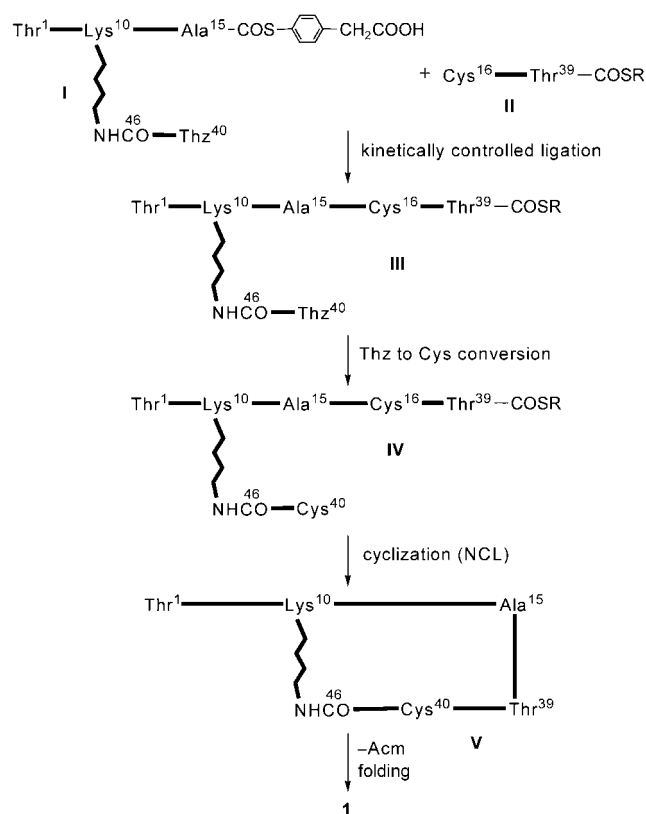 Thr¹ Lys¹⁰ Ala¹⁵—COS CH₂COOH
I + Cys¹⁶ Thr³⁹—COSR
II
46
NHCO Thz⁴⁰
kinetically controlled ligation
Thr¹ Lys¹⁰ Ala¹⁵ Cys¹⁶ Thr³⁹—COSR
III
46
NHCO Thz⁴⁰
Thz to Cys conversion
Thr¹ Lys¹⁰ Ala¹⁵ Cys¹⁶ Thr³⁹—COSR
IV
46
NHCO Cys⁴⁰
cyclization (NCL)
Thr¹ Lys¹⁰ Ala¹⁵
46
NHCO Cys⁴⁰ Thr³⁹
V
–Acm
folding
1